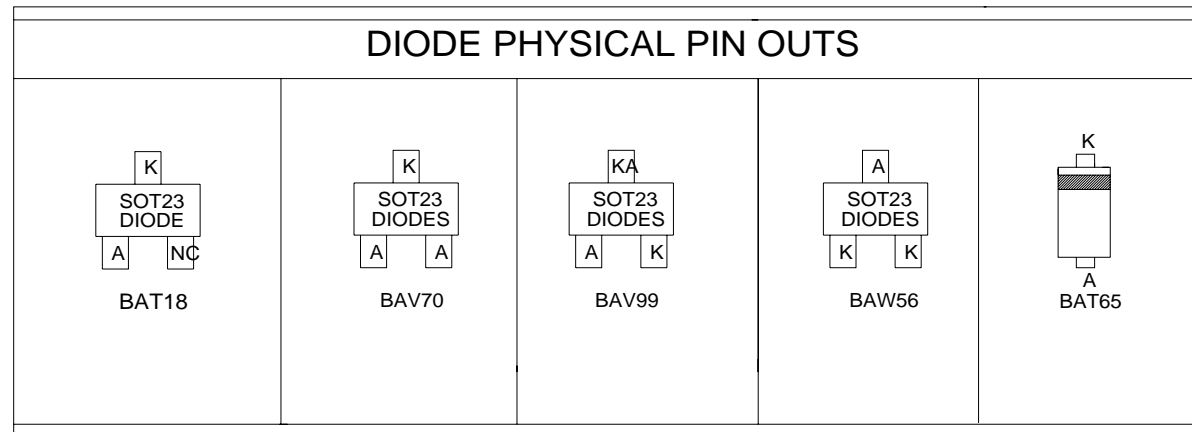 DIODE PHYSICAL PIN OUTS
K
SOT23
DIODE
A NC
BAT18
K
SOT23
DIODES
A A
BAV70
KA
SOT23
DIODES
A K
BAV99
A
SOT23
DIODES
K K
BAW56
K
A
BAT65